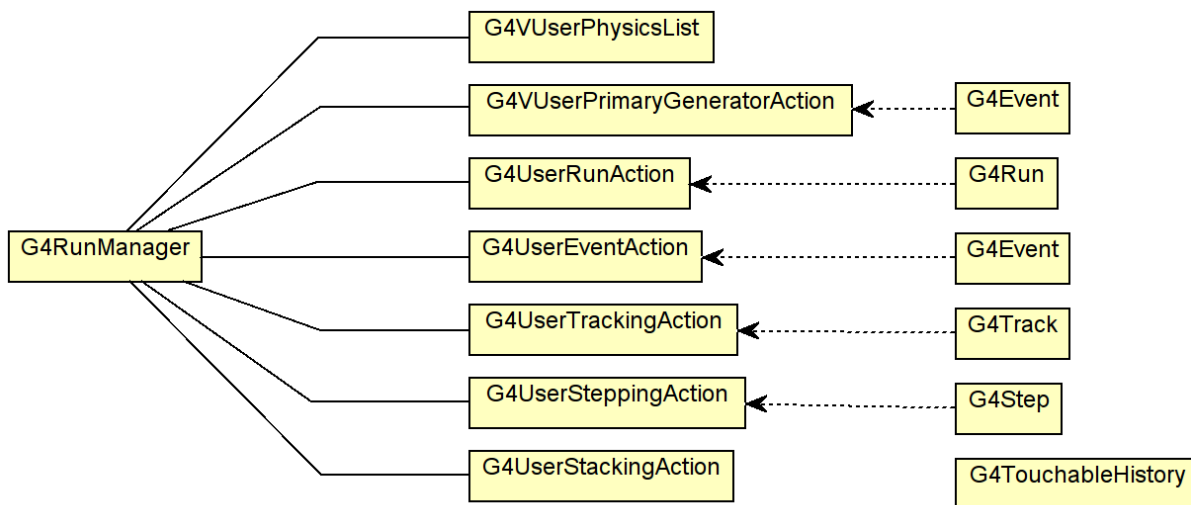 G4VUserPhysicsList
G4VUserPrimaryGeneratorAction
G4Event
G4UserRunAction
G4Run
G4RunManager
G4UserEventAction
G4Event
G4UserTrackingAction
G4Track
G4UserSteppingAction
G4Step
G4UserStackingAction
G4TouchableHistory